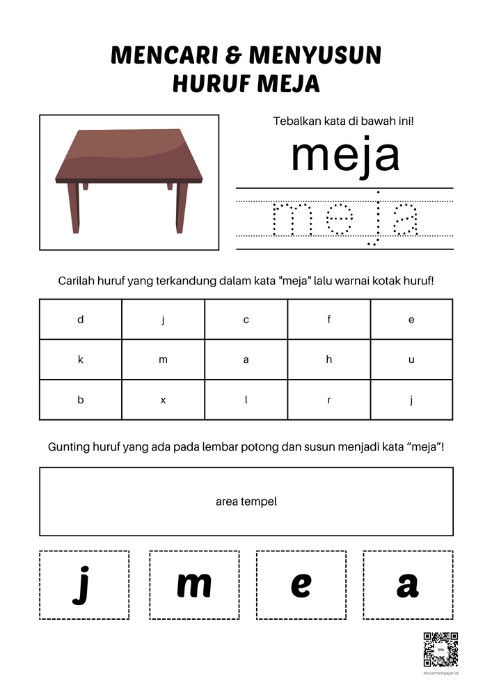 MENCARI & MENYUSUN
HURUF MEJA
Tebalkan kata di bawah ini!
meja
meja
Carilah huruf yang terkandung dalam kata "meja" lalu warnai kotak huruf!
d j c f e
k m a h u
b x l r j
Gunting huruf yang ada pada lembar potong dan susun menjadi kata “meja”!
area tempel
j m e a